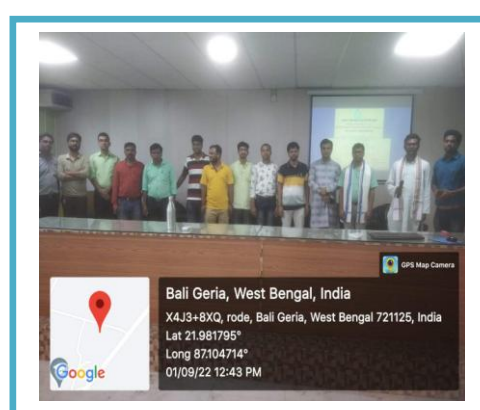 GPS Map Camera
Bali Geria, West Bengal, India
X4J3+8XQ, rode, Bali Geria, West Bengal 721125, India
Lat 21.981795°
Long 87.104714°
01/09/22 12:43 PM
Google